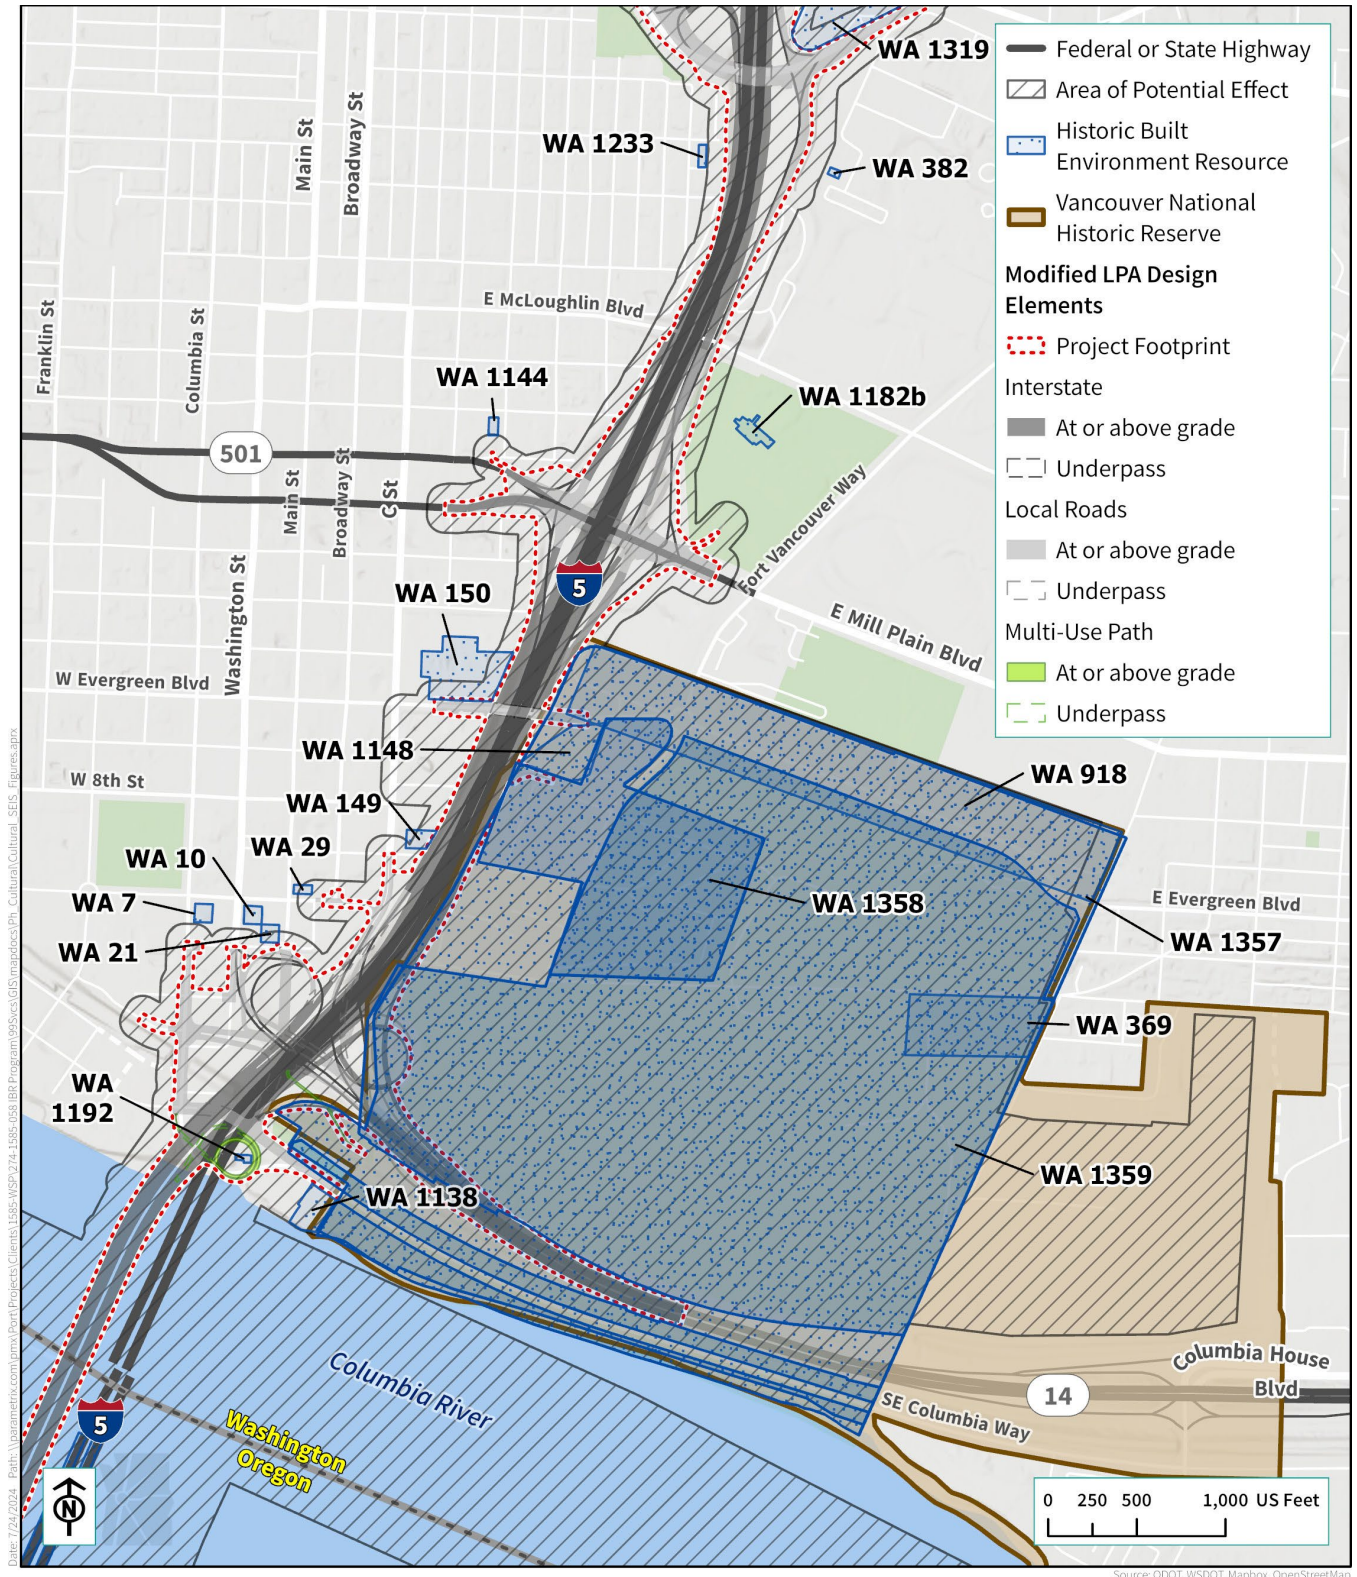 WA 1319
WA 1233
WA 382
Main St
Broadway St
E McLoughlin Blvd
Franklin St
Columbia St
WA 1144
WA 1182b
501
Main St
Broadway St
C St
Fort Vancouver Way
5
WA 150
Washington St
E Mill Plain Blvd
W Evergreen Blvd
WA 1148
WA 918
W 8th St
WA 149
WA 29
WA 10
WA 7
WA 21
WA 1358
E Evergreen Blvd
WA 1357
WA 369
WA
1192
WA 1138
WA 1359
Columbia River
Washington
Oregon
5
N
14
Columbia House
Blvd
SE Columbia Way
Federal or State Highway
Area of Potential Effect
Historic Built
Environment Resource
Vancouver National
Historic Reserve
Modified LPA Design
Elements
Project Footprint
Interstate
At or above grade
Underpass
Local Roads
At or above grade
Underpass
Multi-Use Path
At or above grade
Underpass
0 250 500 1,000 US Feet
Source: ODOT, WSDOT, Mapbox, OpenStreetMap